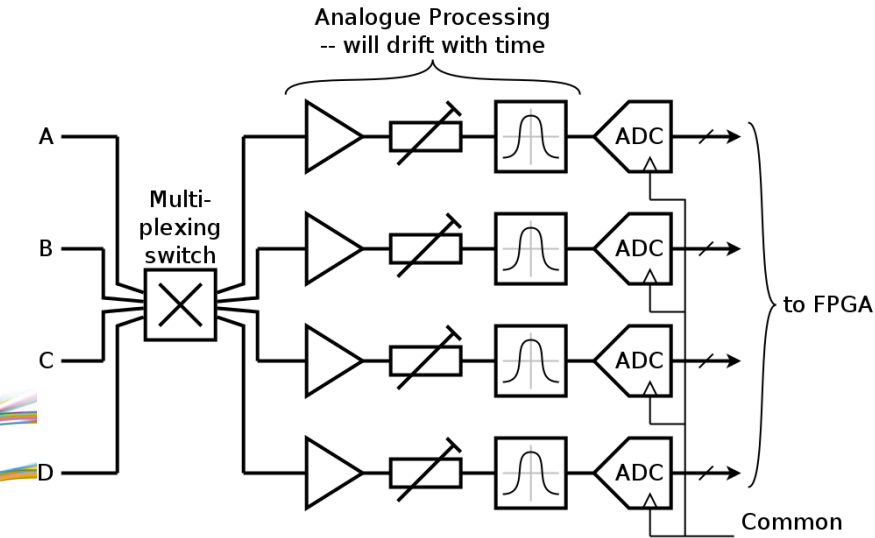 Analogue Processing
-- will drift with time
A
B
C
D
Multi-
plexing
switch
ADC
ADC
ADC
ADC
to FPGA
Common